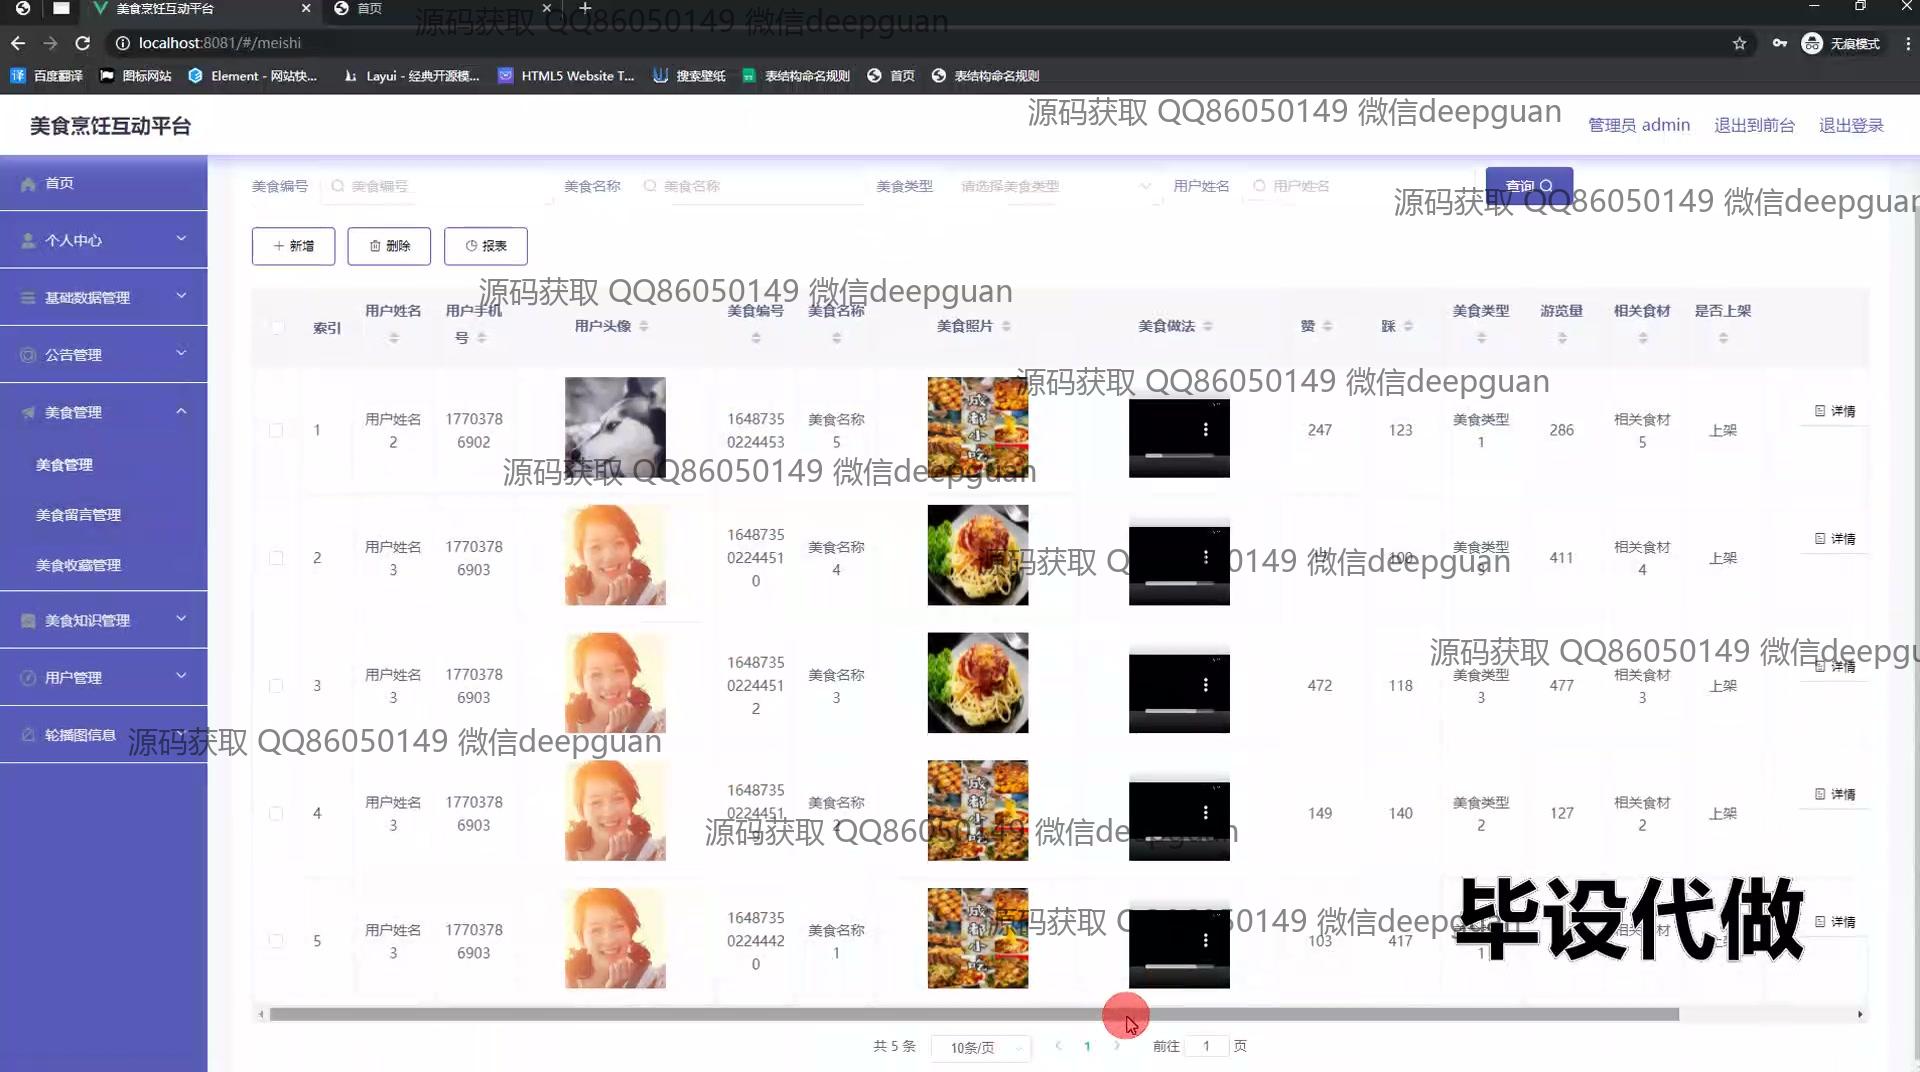 美食烹饪互动平台
首页
localhost:8081/#/meishi
无痕模式
百度翻译
图标网站
Element - 网站快...
Layui - 经典开源模...
HTML5 Website T...
搜索壁纸
表结构命名规则
首页
表结构命名规则
源码获取 QQ86050149 微信deepguan
美食烹饪互动平台
源码获取 QQ86050149 微信deepguan
管理员 admin
退出到前台
退出登录
首页
个人中心
基础数据管理
公告管理
美食管理
美食管理
美食留言管理
美食收藏管理
美食知识管理
用户管理
轮播图信息
美食编号 美食编号 美食名称 美食名称 美食类型 请选择美食类型 用户姓名 用户姓名 查询
源码获取 QQ86050149 微信deepguan
新增 删除 报表
源码获取 QQ86050149 微信deepguan
索引 用户姓名 用户手机号 用户头像 美食编号 美食名称 美食照片 美食做法 赞 踩 美食类型 游览量 相关食材 是否上架
源码获取 QQ86050149 微信deepguan
1 用户姓名2 17703786902 16487350224453 美食名称5 247 123 美食类型1 286 相关食材5 上架 详情
源码获取 QQ86050149 微信deepguan
2 用户姓名3 17703786903 164873502244510 美食名称4 100 美食类型 411 相关食材4 上架 详情
源码获取 QQ86050149 微信deepguan
3 用户姓名3 17703786903 164873502244512 美食名称3 472 118 美食类型3 477 相关食材3 上架 详情
源码获取 QQ86050149 微信deepgu
源码获取 QQ86050149 微信deepguan
4 用户姓名3 17703786903 16487350224451 美食名称 149 140 美食类型2 127 相关食材2 上架 详情
源码获取 QQ86050149 微信deepguan
5 用户姓名3 17703786903 164873502244420 美食名称1 103 417 1 详情
源码获取 QQ86050149 微信deepguan
毕设代做
共 5 条 10条/页 1 前往 1 页